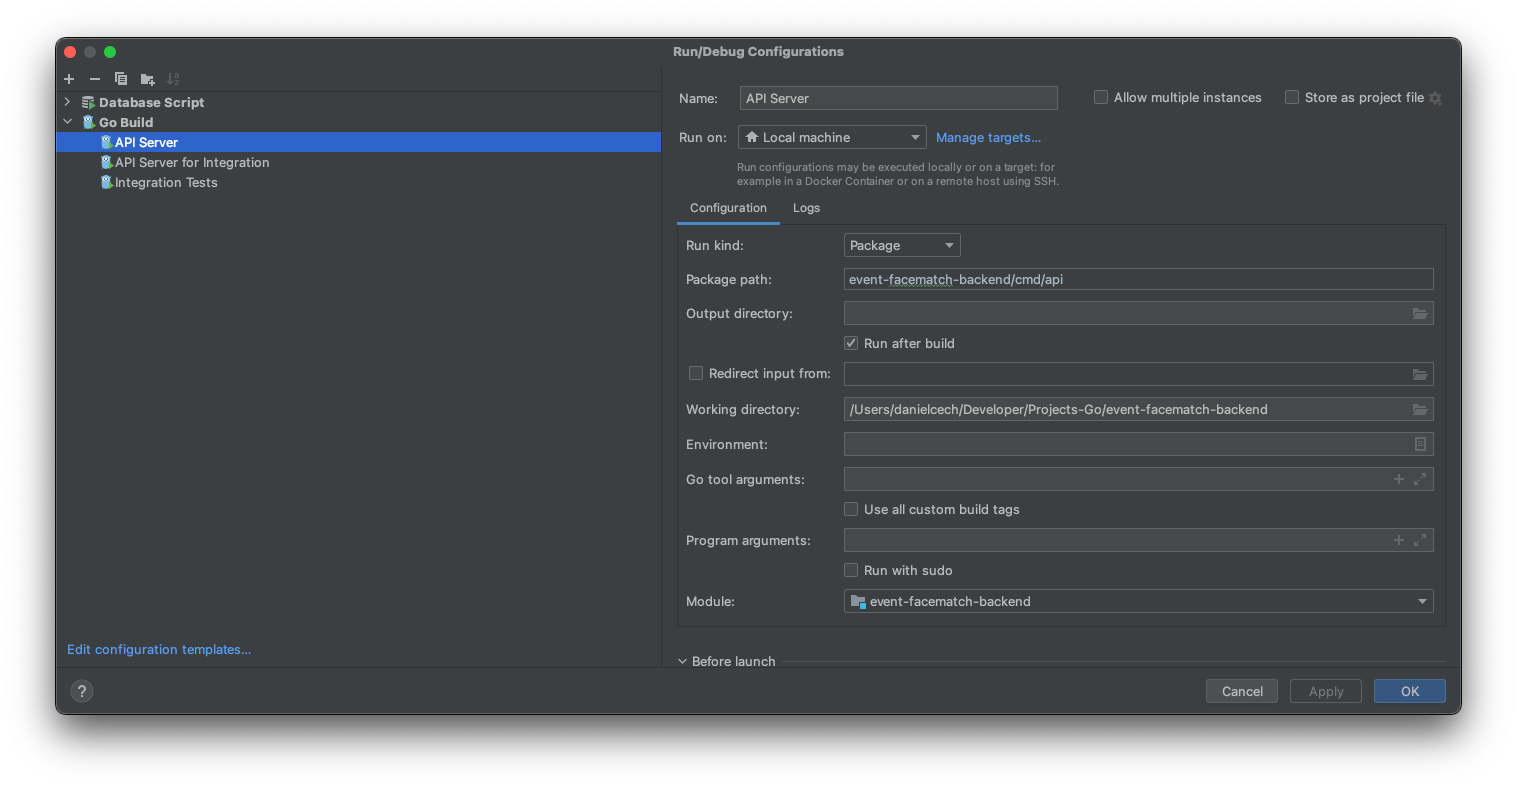 Run/Debug Configurations
Database Script
Go Build
API Server
API Server for Integration
Integration Tests
Edit configuration templates...
Name: API Server
Allow multiple instances
Store as project file
Run on: Local machine
Manage targets...
Run configurations may be executed locally or on a target: for
example in a Docker Container or on a remote host using SSH.
Configuration Logs
Run kind: Package
Package path: event-facematch-backend/cmd/api
Output directory:
Run after build
Redirect input from:
Working directory: /Users/danielcech/Developer/Projects-Go/event-facematch-backend
Environment:
Go tool arguments:
Use all custom build tags
Program arguments:
Run with sudo
Module: event-facematch-backend
Before launch
? Cancel Apply OK